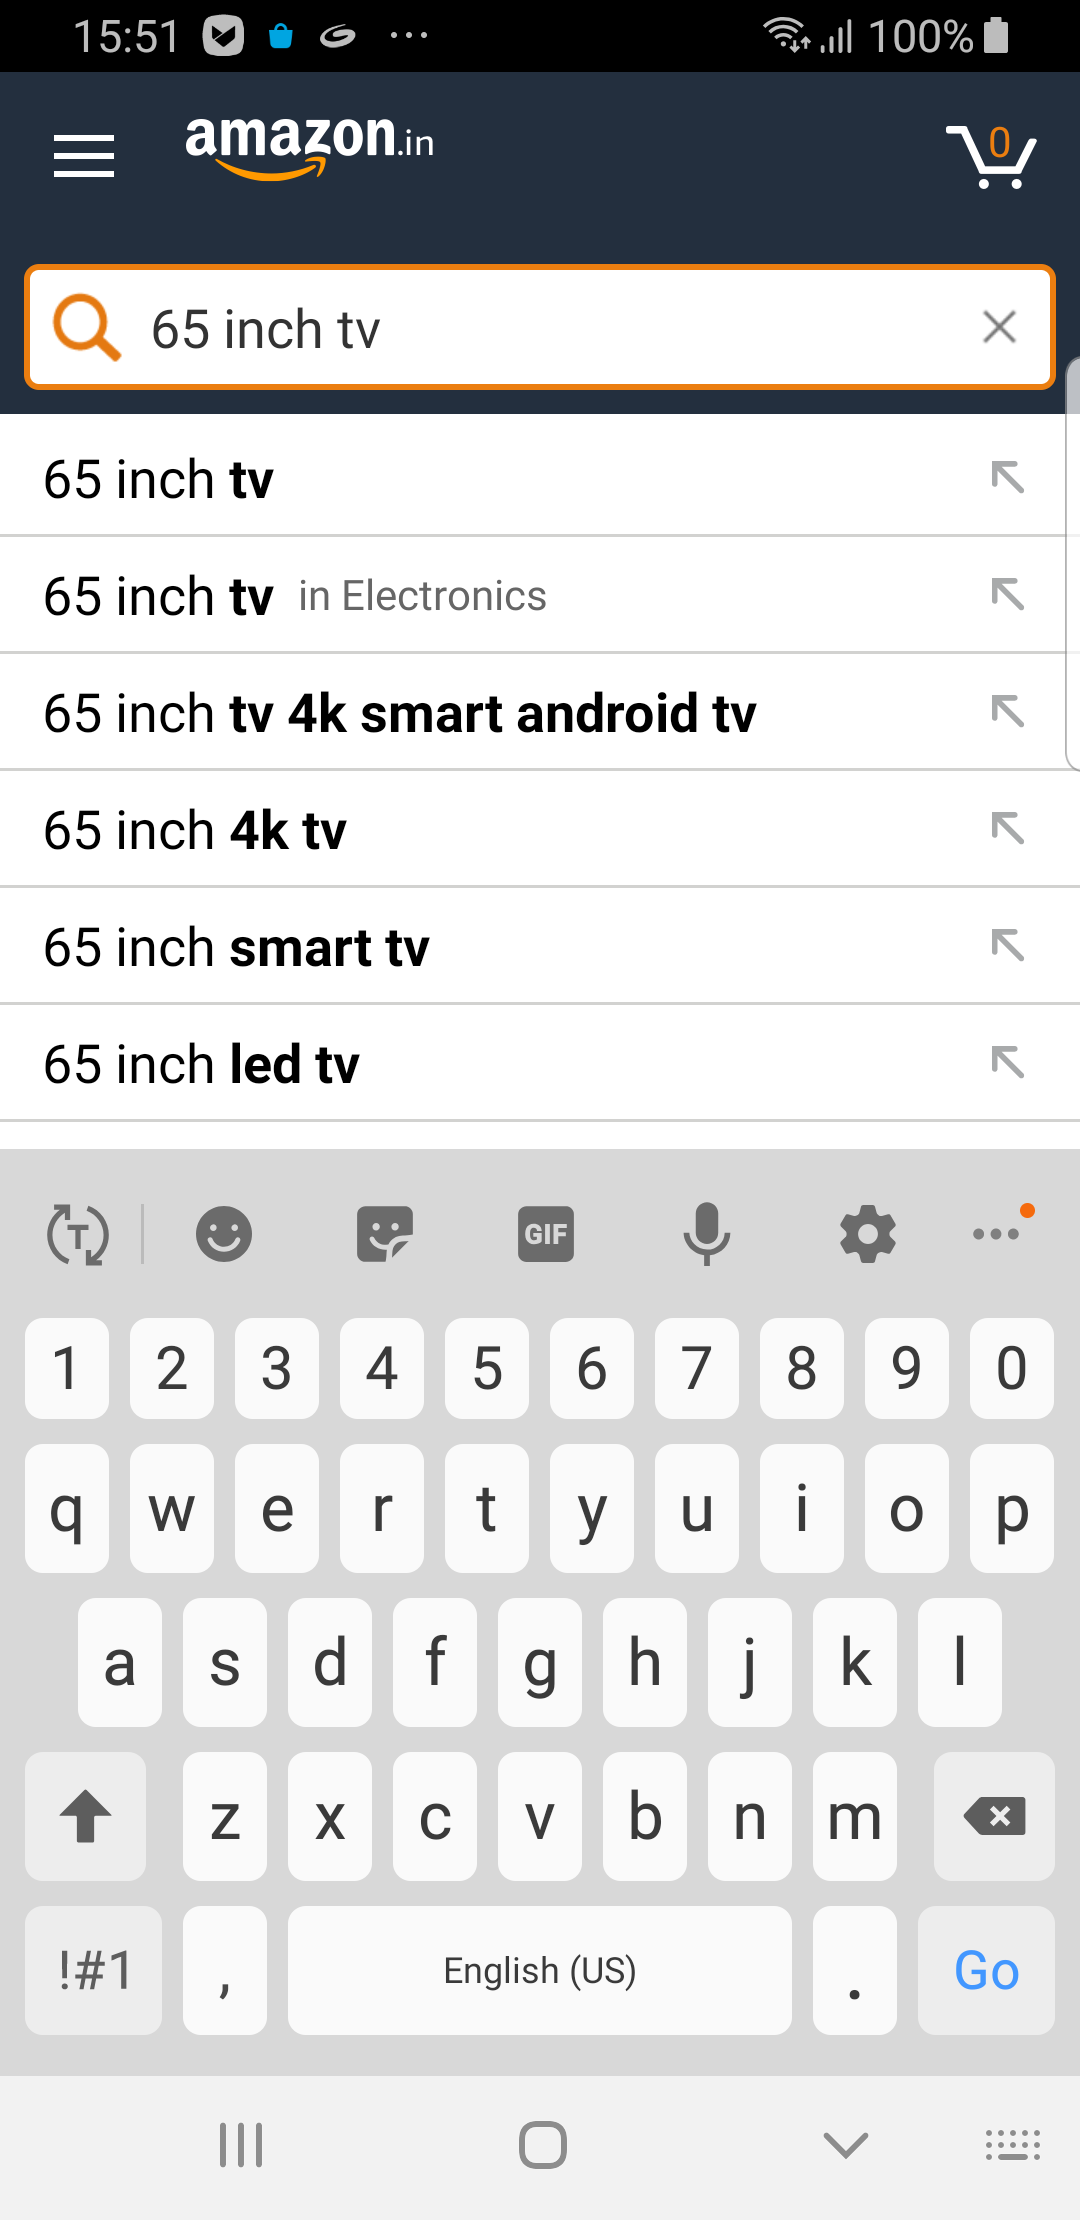 15:51 100%
amazon.in 0
65 inch tv
65 inch tv
65 inch tv in Electronics
65 inch tv 4k smart android tv
65 inch 4k tv
65 inch smart tv
65 inch led tv
T GIF
1 2 3 4 5 6 7 8 9 0
q w e r t y u i o p
a s d f g h j k l
z x c v b n m
!#1 , English (US) . Go